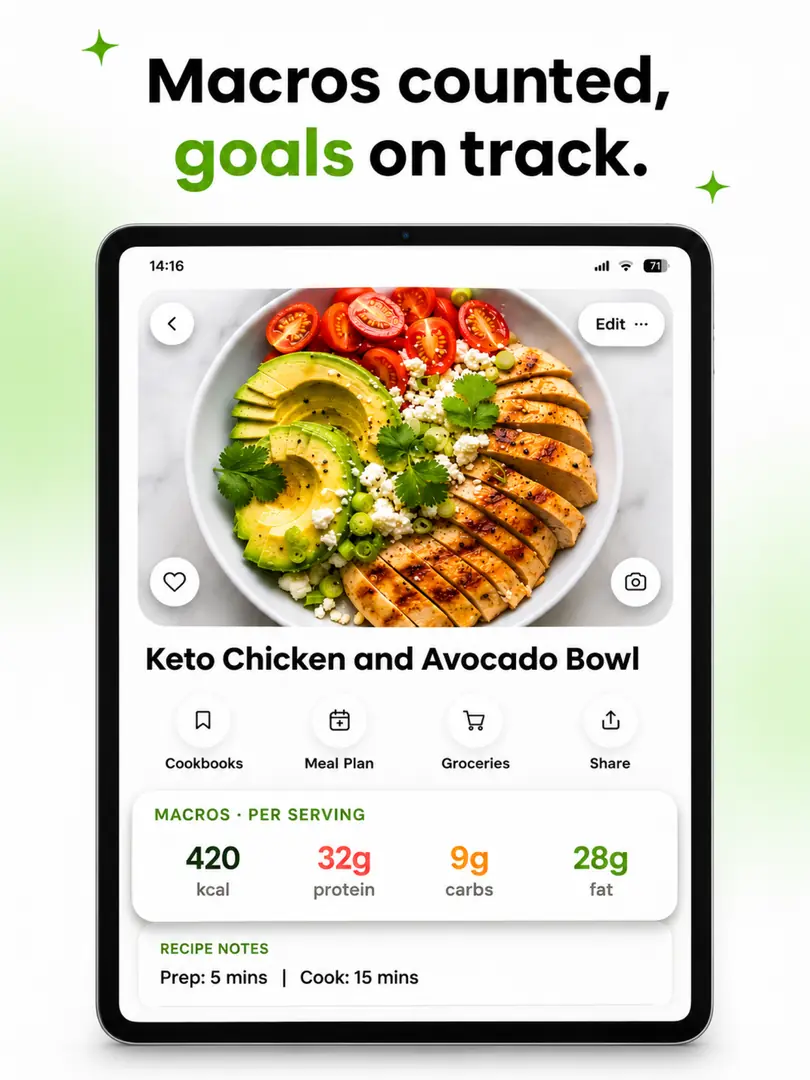 Macros counted,
goals on track.
14:16
71
Edit ···
Keto Chicken and Avocado Bowl
Cookbooks
Meal Plan
Groceries
Share
MACROS · PER SERVING
420
32g
9g
28g
kcal
protein
carbs
fat
RECIPE NOTES
Prep: 5 mins | Cook: 15 mins